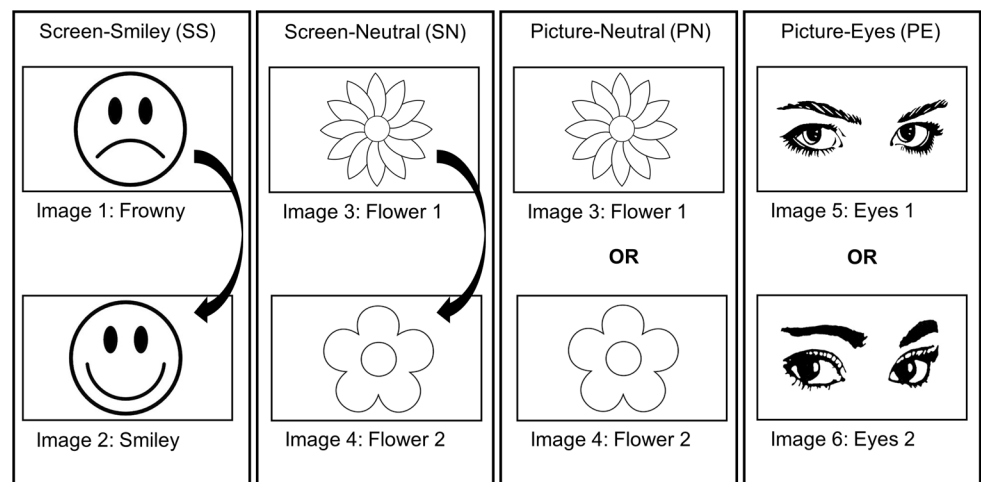 Screen-Smiley (SS)
Image 1: Frowny
Image 2: Smiley
Screen-Neutral (SN)
Image 3: Flower 1
Image 4: Flower 2
Picture-Neutral (PN)
Image 3: Flower 1
OR
Image 4: Flower 2
Picture-Eyes (PE)
Image 5: Eyes 1
OR
Image 6: Eyes 2